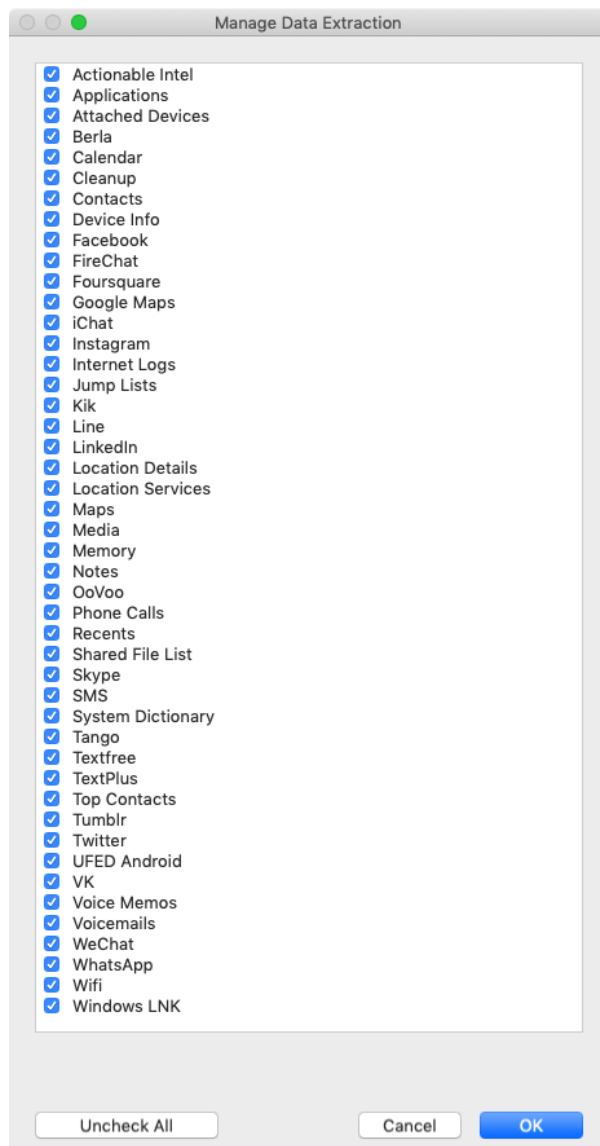 Manage Data Extraction
Actionable Intel
Applications
Attached Devices
Berla
Calendar
Cleanup
Contacts
Device Info
Facebook
FireChat
Foursquare
Google Maps
iChat
Instagram
Internet Logs
Jump Lists
Kik
Line
LinkedIn
Location Details
Location Services
Maps
Media
Memory
Notes
OoVoo
Phone Calls
Recents
Shared File List
Skype
SMS
System Dictionary
Tango
Textfree
TextPlus
Top Contacts
Tumblr
Twitter
UFED Android
VK
Voice Memos
Voicemails
WeChat
WhatsApp
Wifi
Windows LNK
Uncheck All Cancel OK